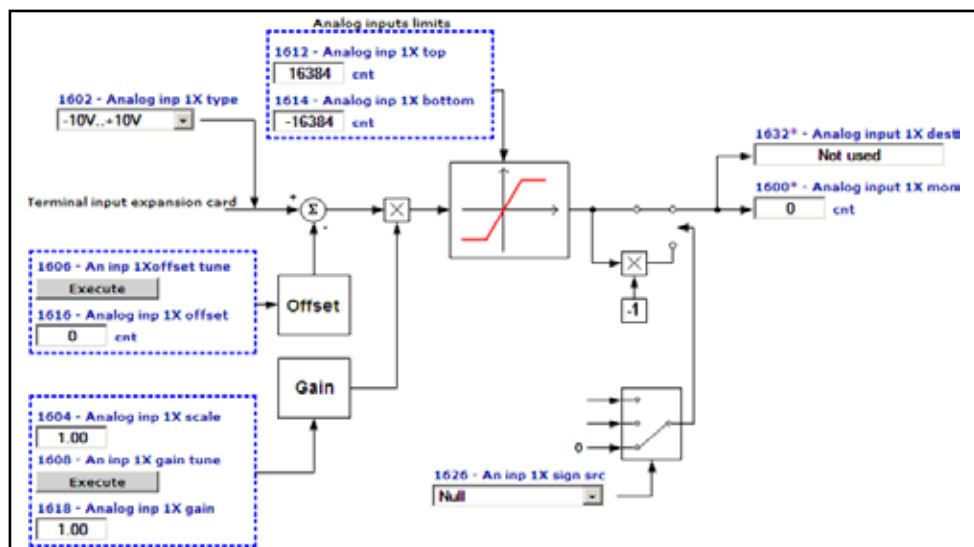 Analog inputs limits
1612 - Analog inp 1X top
16384 cnt
1614 - Analog inp 1X bottom
-16384 cnt
1602 - Analog inp 1X type
-10V..+10V
1632* - Analog input 1X dest
Not used
1600* - Analog input 1X mon
0 cnt
Terminal input expansion card
+
Σ
-
X
1606 - An inp 1Xoffset tune
Execute
1616 - Analog inp 1X offset
0 cnt
Offset
X
-1
Gain
1604 - Analog inp 1X scale
1.00
1608 - An inp 1X gain tune
Execute
1618 - Analog inp 1X gain
1.00
0
1626 - An inp 1X sign src
Null